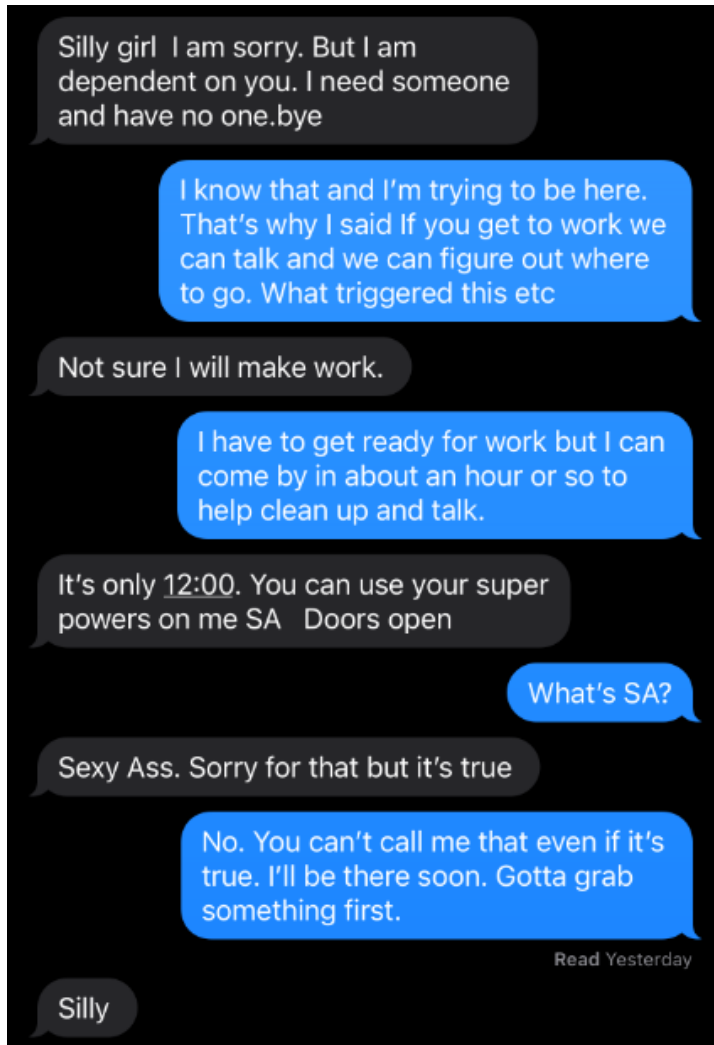 Silly girl  I am sorry. But I am
dependent on you. I need someone
and have no one.bye
I know that and I'm trying to be here.
That's why I said If you get to work we
can talk and we can figure out where
to go. What triggered this etc
Not sure I will make work.
I have to get ready for work but I can
come by in about an hour or so to
help clean up and talk.
It's only 12:00. You can use your super
powers on me SA   Doors open
What's SA?
Sexy Ass. Sorry for that but it's true
No. You can't call me that even if it's
true. I'll be there soon. Gotta grab
something first.
Read Yesterday
Silly